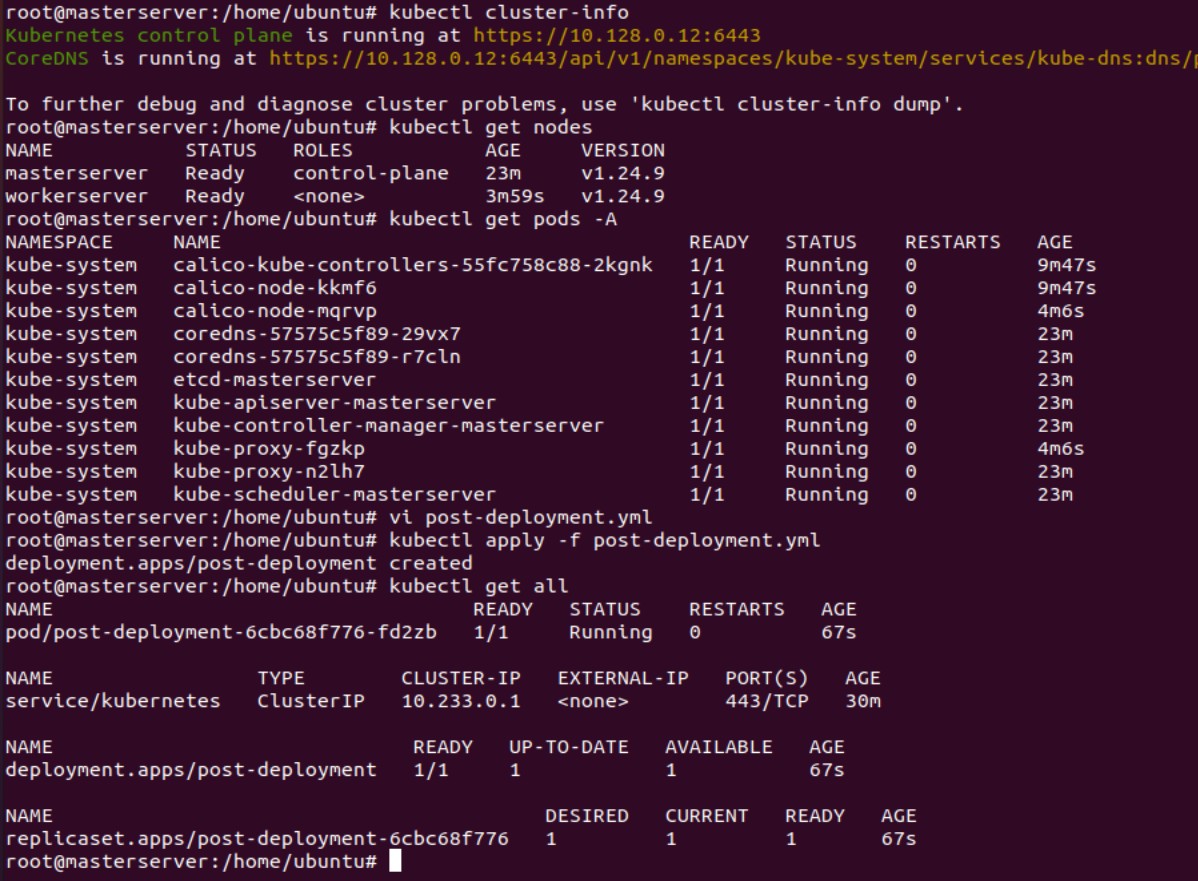 root@masterserver:/home/ubuntu# kubectl cluster-info
Kubernetes control plane is running at https://10.128.0.12:6443
CoreDNS is running at https://10.128.0.12:6443/api/v1/namespaces/kube-system/services/kube-dns:dns/
To further debug and diagnose cluster problems, use 'kubectl cluster-info dump'.
root@masterserver:/home/ubuntu# kubectl get nodes
NAME STATUS ROLES AGE VERSION
masterserver Ready control-plane 23m v1.24.9
workerserver Ready <none> 3m59s v1.24.9
root@masterserver:/home/ubuntu# kubectl get pods -A
NAMESPACE NAME READY STATUS RESTARTS AGE
kube-system calico-kube-controllers-55fc758c88-2kgnk 1/1 Running 0 9m47s
kube-system calico-node-kkmf6 1/1 Running 0 9m47s
kube-system calico-node-mqrvp 1/1 Running 0 4m6s
kube-system coredns-57575c5f89-29vx7 1/1 Running 0 23m
kube-system coredns-57575c5f89-r7cln 1/1 Running 0 23m
kube-system etcd-masterserver 1/1 Running 0 23m
kube-system kube-apiserver-masterserver 1/1 Running 0 23m
kube-system kube-controller-manager-masterserver 1/1 Running 0 23m
kube-system kube-proxy-fgzkp 1/1 Running 0 4m6s
kube-system kube-proxy-n2lh7 1/1 Running 0 23m
kube-system kube-scheduler-masterserver 1/1 Running 0 23m
root@masterserver:/home/ubuntu# vi post-deployment.yml
root@masterserver:/home/ubuntu# kubectl apply -f post-deployment.yml
deployment.apps/post-deployment created
root@masterserver:/home/ubuntu# kubectl get all
NAME READY STATUS RESTARTS AGE
pod/post-deployment-6cbc68f776-fd2zb 1/1 Running 0 67s
NAME TYPE CLUSTER-IP EXTERNAL-IP PORT(S) AGE
service/kubernetes ClusterIP 10.233.0.1 <none> 443/TCP 30m
NAME READY UP-TO-DATE AVAILABLE AGE
deployment.apps/post-deployment 1/1 1 1 67s
NAME DESIRED CURRENT READY AGE
replicaset.apps/post-deployment-6cbc68f776 1 1 1 67s
root@masterserver:/home/ubuntu#